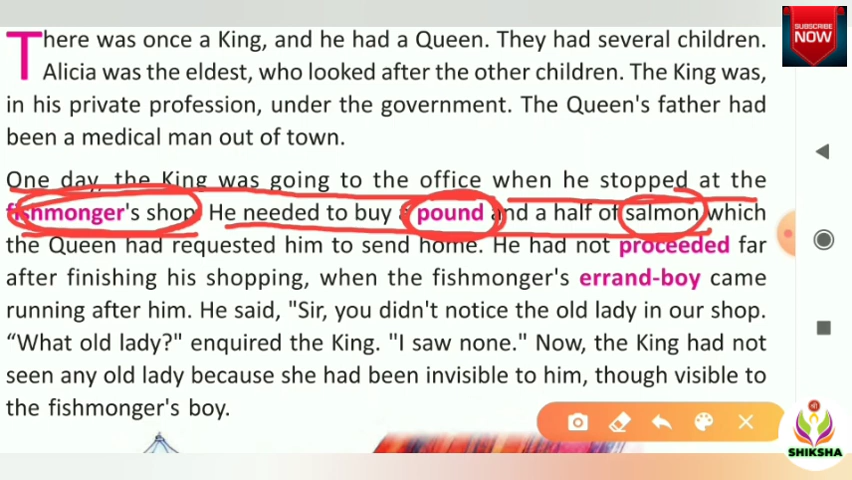 SUBSCRIBE
NOW
There was once a King, and he had a Queen. They had several children.
Alicia was the eldest, who looked after the other children. The King was,
in his private profession, under the government. The Queen's father had
been a medical man out of town.
One day, the King was going to the office when he stopped at the
fishmonger's shop. He needed to buy a pound and a half of salmon which
the Queen had requested him to send home. He had not proceeded far
after finishing his shopping, when the fishmonger's errand-boy came
running after him. He said, "Sir, you didn't notice the old lady in our shop.
“What old lady?" enquired the King. "I saw none." Now, the King had not
seen any old lady because she had been invisible to him, though visible to
the fishmonger's boy.
श्री
SHIKSHA